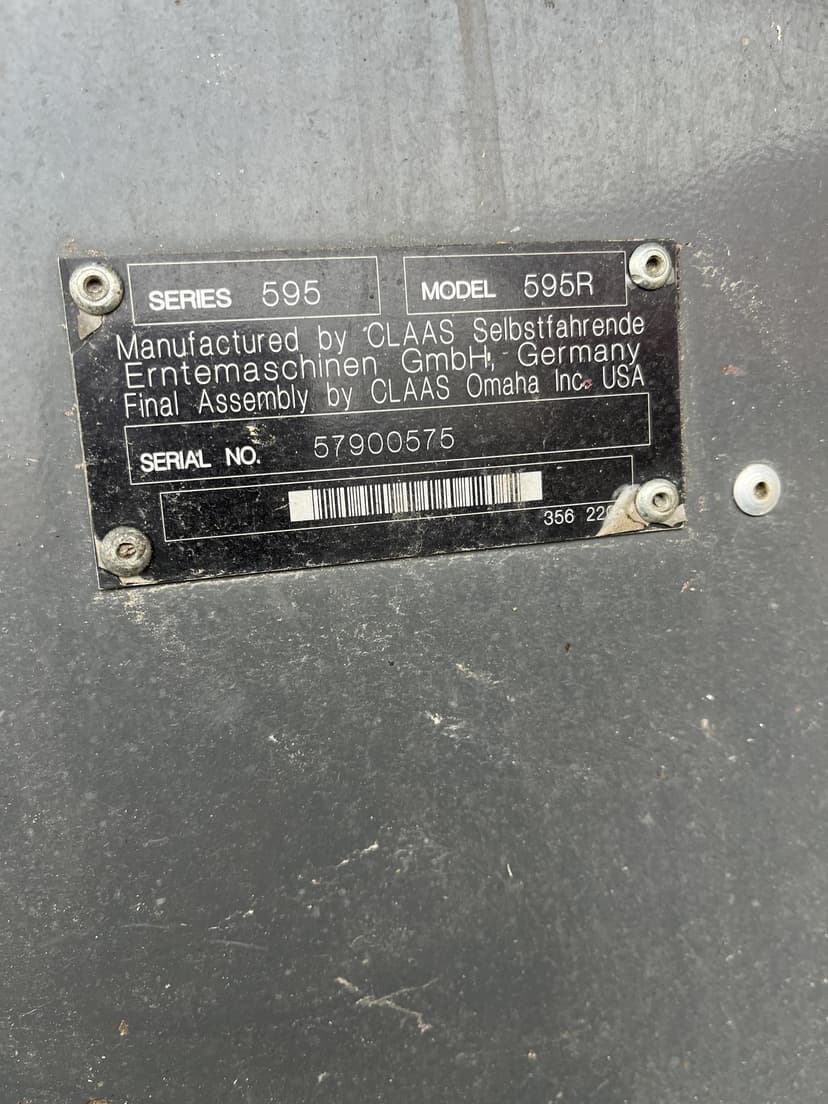 SERIES 595 MODEL 595R
Manufactured by CLAAS Selbstfahrende
Erntemaschinen GmbH, Germany
Final Assembly by CLAAS Omaha Inc. USA
SERIAL NO. 57900575
356